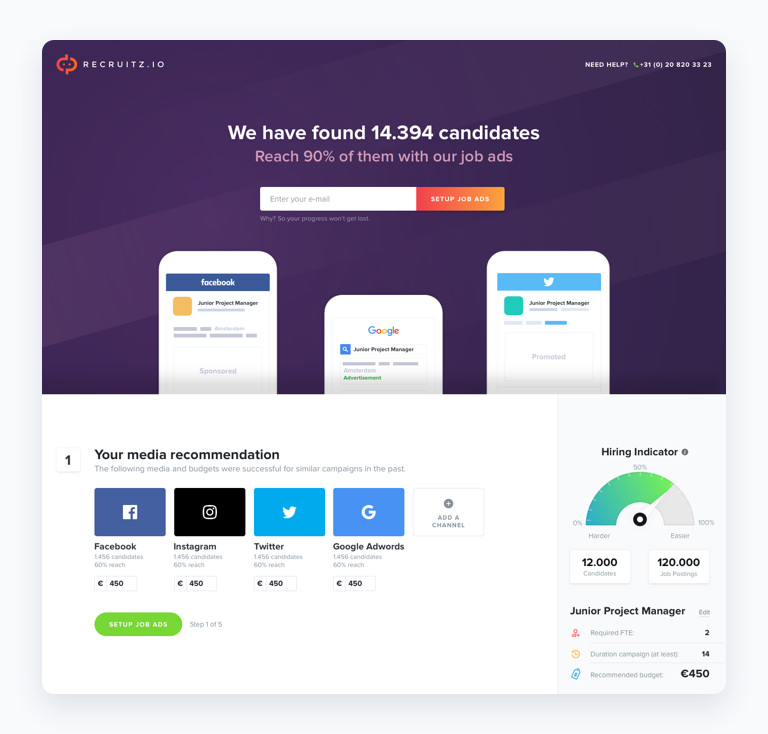 RECRUITZ.IO
NEED HELP? +31 (0) 20 820 33 23
We have found 14.394 candidates
Reach 90% of them with our job ads
Enter your e-mail
SETUP JOB ADS
Why? So your progress won't get lost.
facebook
Junior Project Manager
Amsterdam
Sponsored
Google
Junior Project Manager
Amsterdam
Advertisement
Junior Project Manager
Promoted
1
Your media recommendation
The following media and budgets were successful for similar campaigns in the past.
Facebook
1.456 candidates
60% reach
€ 450
Instagram
1.456 candidates
60% reach
€ 450
Twitter
1.456 candidates
60% reach
€ 450
G
Google Adwords
1.456 candidates
60% reach
€ 450
ADD A
CHANNEL
SETUP JOB ADS
Step 1 of 5
Hiring Indicator
50%
0%
100%
Harder
Easier
12.000
Candidates
120.000
Job Postings
Junior Project Manager
Edit
Required FTE: 2
Duration campaign (at least): 14
Recommended budget: €450